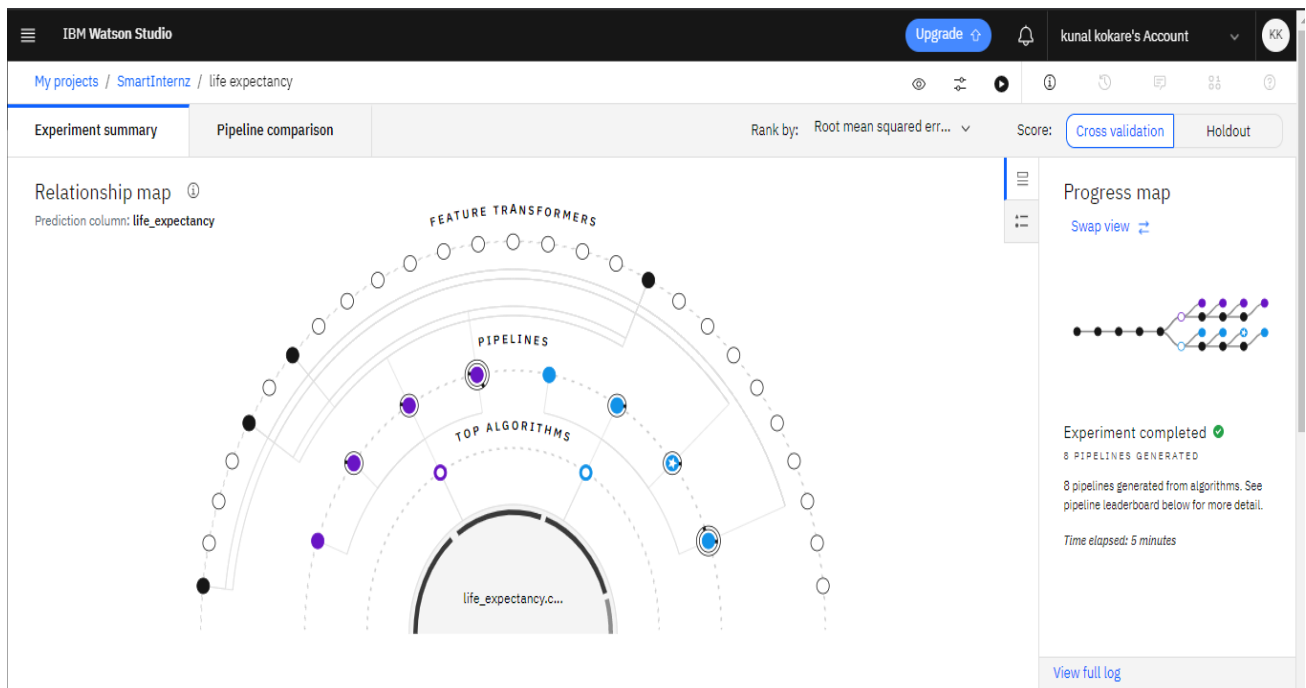 IBM Watson Studio
Upgrade
kunal kokare's Account
KK
My projects / SmartInternz / life expectancy
Experiment summary
Pipeline comparison
Rank by: Root mean squared err...
Score: Cross validation Holdout
Relationship map
Prediction column: life_expectancy
FEATURE TRANSFORMERS
PIPELINES
TOP ALGORITHMS
life_expectancy.c...
Progress map
Swap view
Experiment completed
8 PIPELINES GENERATED
8 pipelines generated from algorithms. See
pipeline leaderboard below for more detail.
Time elapsed: 5 minutes
View full log